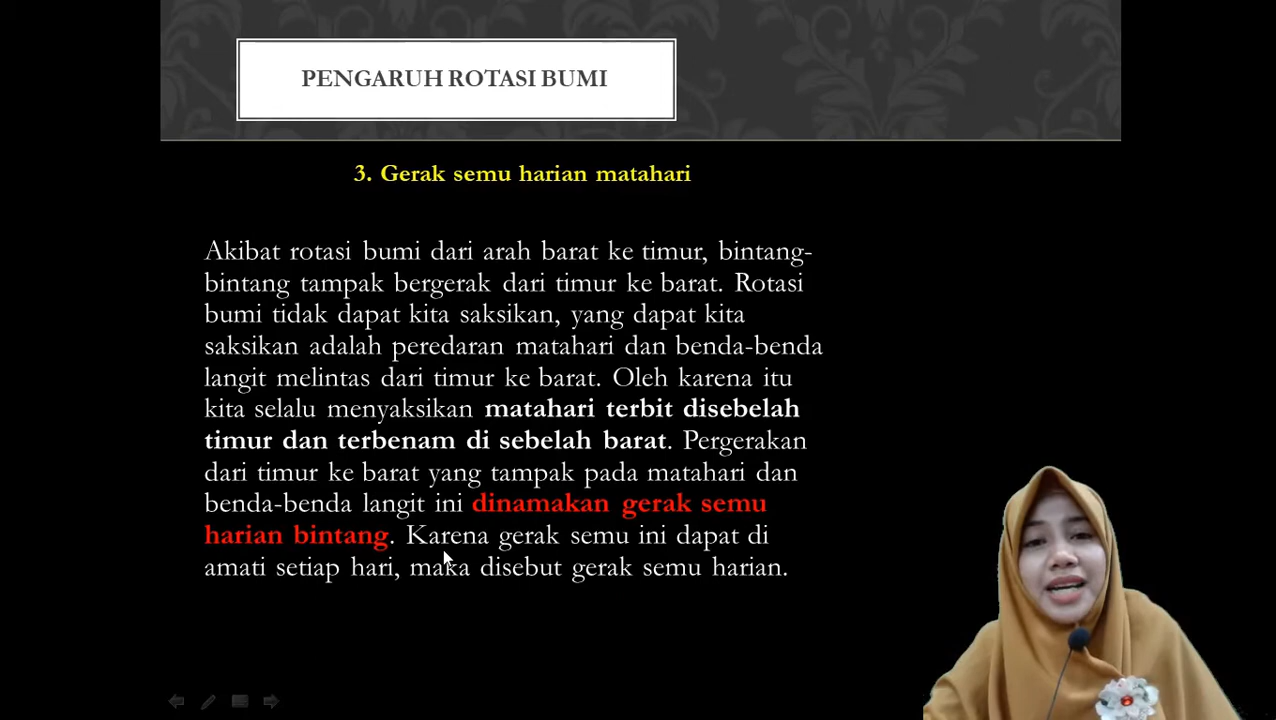 PENGARUH ROTASI BUMI
3. Gerak semu harian matahari
Akibat rotasi bumi dari arah barat ke timur, bintang-
bintang tampak bergerak dari timur ke barat. Rotasi
bumi tidak dapat kita saksikan, yang dapat kita
saksikan adalah peredaran matahari dan benda-benda
langit melintas dari timur ke barat. Oleh karena itu
kita selalu menyaksikan matahari terbit disebelah
timur dan terbenam di sebelah barat. Pergerakan
dari timur ke barat yang tampak pada matahari dan
benda-benda langit ini dinamakan gerak semu
harian bintang. Karena gerak semu ini dapat di
amati setiap hari, maka disebut gerak semu harian.